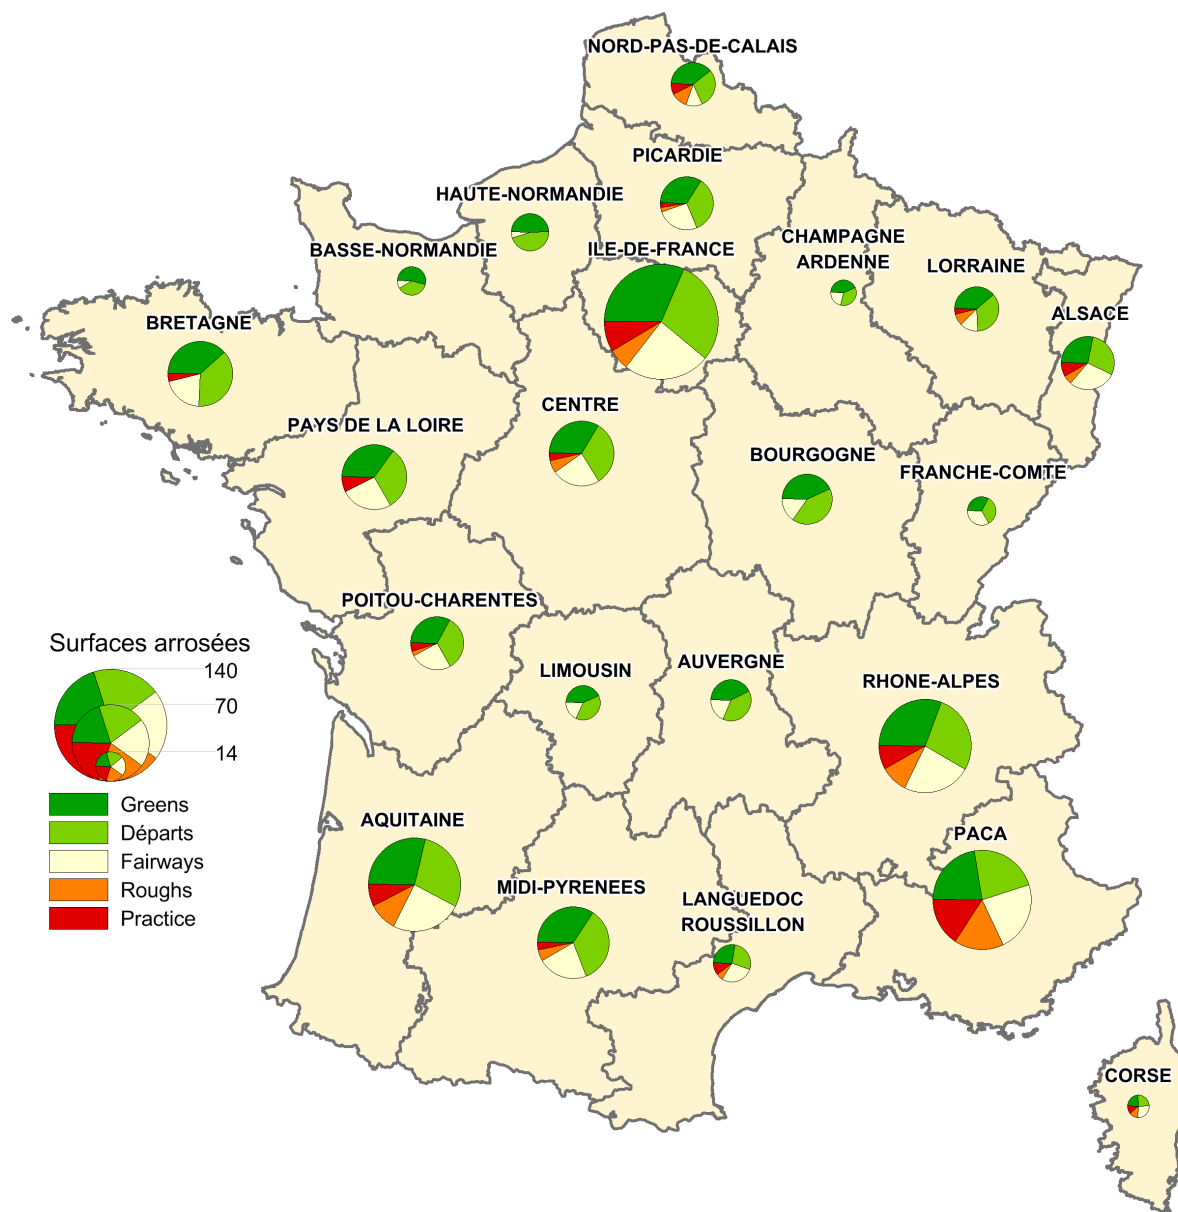 NORD-PAS-DE-CALAIS
PICARDIE
HAUTE-NORMANDIE
BASSE-NORMANDIE
ILE-DE-FRANCE
CHAMPAGNE
ARDENNE
LORRAINE
ALSACE
BRETAGNE
PAYS DE LA LOIRE
CENTRE
BOURGOGNE
FRANCHE-COMTE
POITOU-CHARENTES
LIMOUSIN
AUVERGNE
RHONE-ALPES
Surfaces arrosées
140
70
14
Greens
Départs
Fairways
Roughs
Practice
AQUITAINE
MIDI-PYRENEES
LANGUEDOC
ROUSSILLON
PACA
CORSE